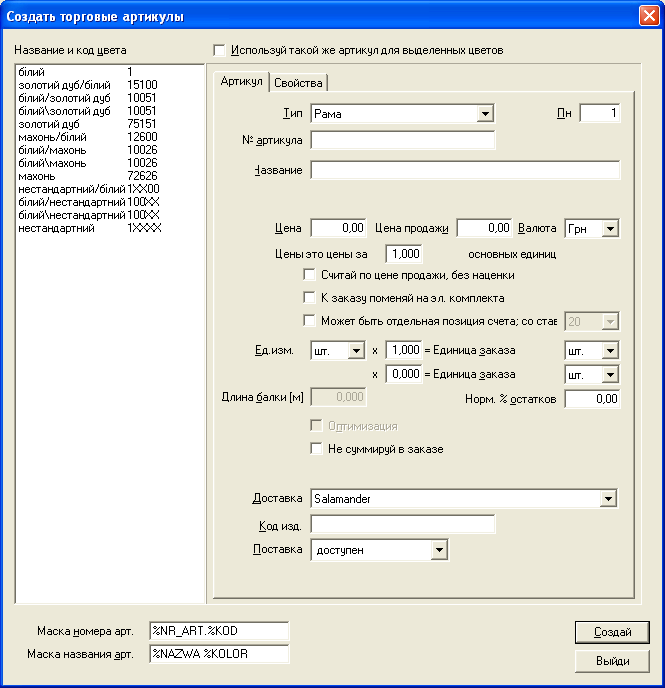 Создать торговые артикулы
Название и код цвета
Используй такой же артикул для выделенных цветов
білий 1
золотий дуб/білий 15100
білий/золотий дуб 10051
білий\золотий дуб 10051
золотий дуб 75151
махонь/білий 12600
білий/махонь 10026
білий\махонь 10026
махонь 72626
нестандартний/білий 1XX00
білий/нестандартний 100XX
білий\нестандартний 100XX
нестандартний 1XXXX
Артикул Свойства
Тип Рама Пн 1
№ артикула
Название
Цена 0,00 Цена продажи 0,00 Валюта Грн
Цены это цены за 1,000 основных единиц
Считай по цене продажи, без наценки
К заказу поменяй на эл. комплекта
Может быть отдельная позиция счета; со став 20
Ед.изм. шт. x 1,000 = Единица заказа шт.
x 0,000 = Единица заказа шт.
Длина балки [м] 0,000 Норм. % остатков 0,00
Оптимизация
Не суммируй в заказе
Доставка Salamander
Код изд.
Поставка доступен
Маска номера арт. %NR_ART.%KOD
Маска названия арт. %NAZWA %KOLOR
Создай
Выйди